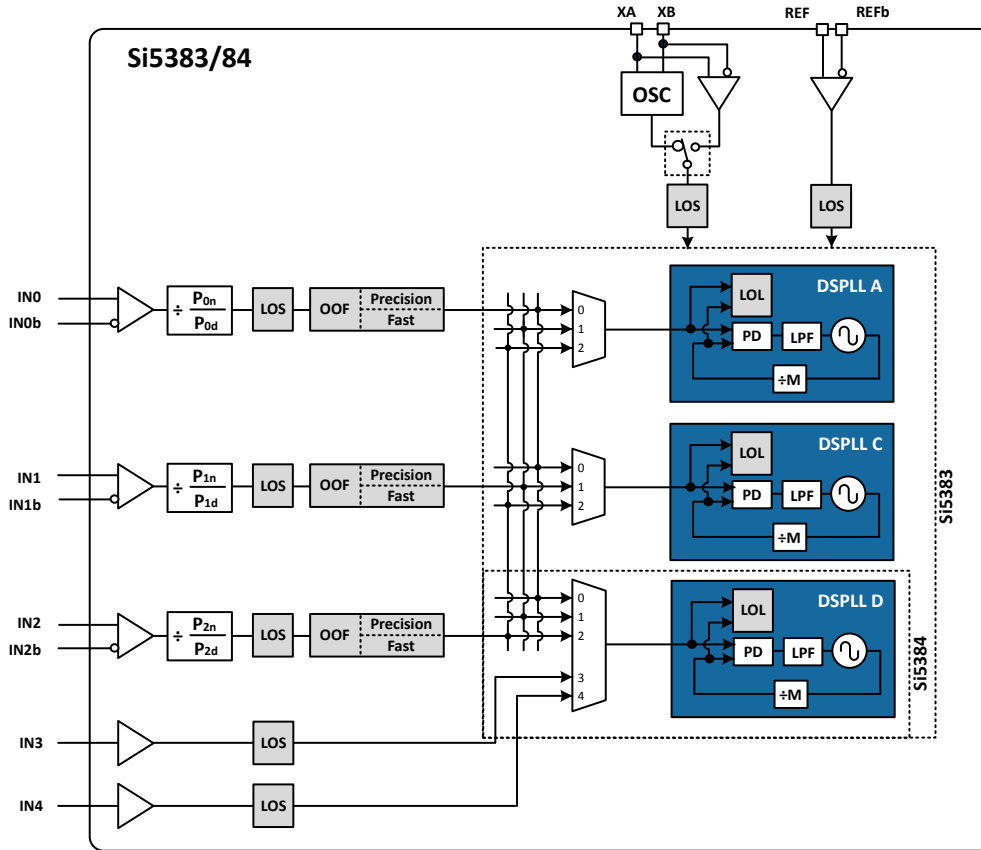 XA XB REF REFb
Si5383/84
OSC
LOS LOS
DSPLL A
LOL
PD LPF
÷M
IN0
IN0b
÷ P0n
P0d
LOS OOF Precision
Fast
0
1
2
DSPLL C
LOL
PD LPF
÷M
IN1
IN1b
÷ P1n
P1d
LOS OOF Precision
Fast
0
1
2
Si5383
DSPLL D
LOL
PD LPF
÷M
IN2
IN2b
÷ P2n
P2d
LOS OOF Precision
Fast
0
1
2
3
4
Si5384
IN3 LOS
IN4 LOS